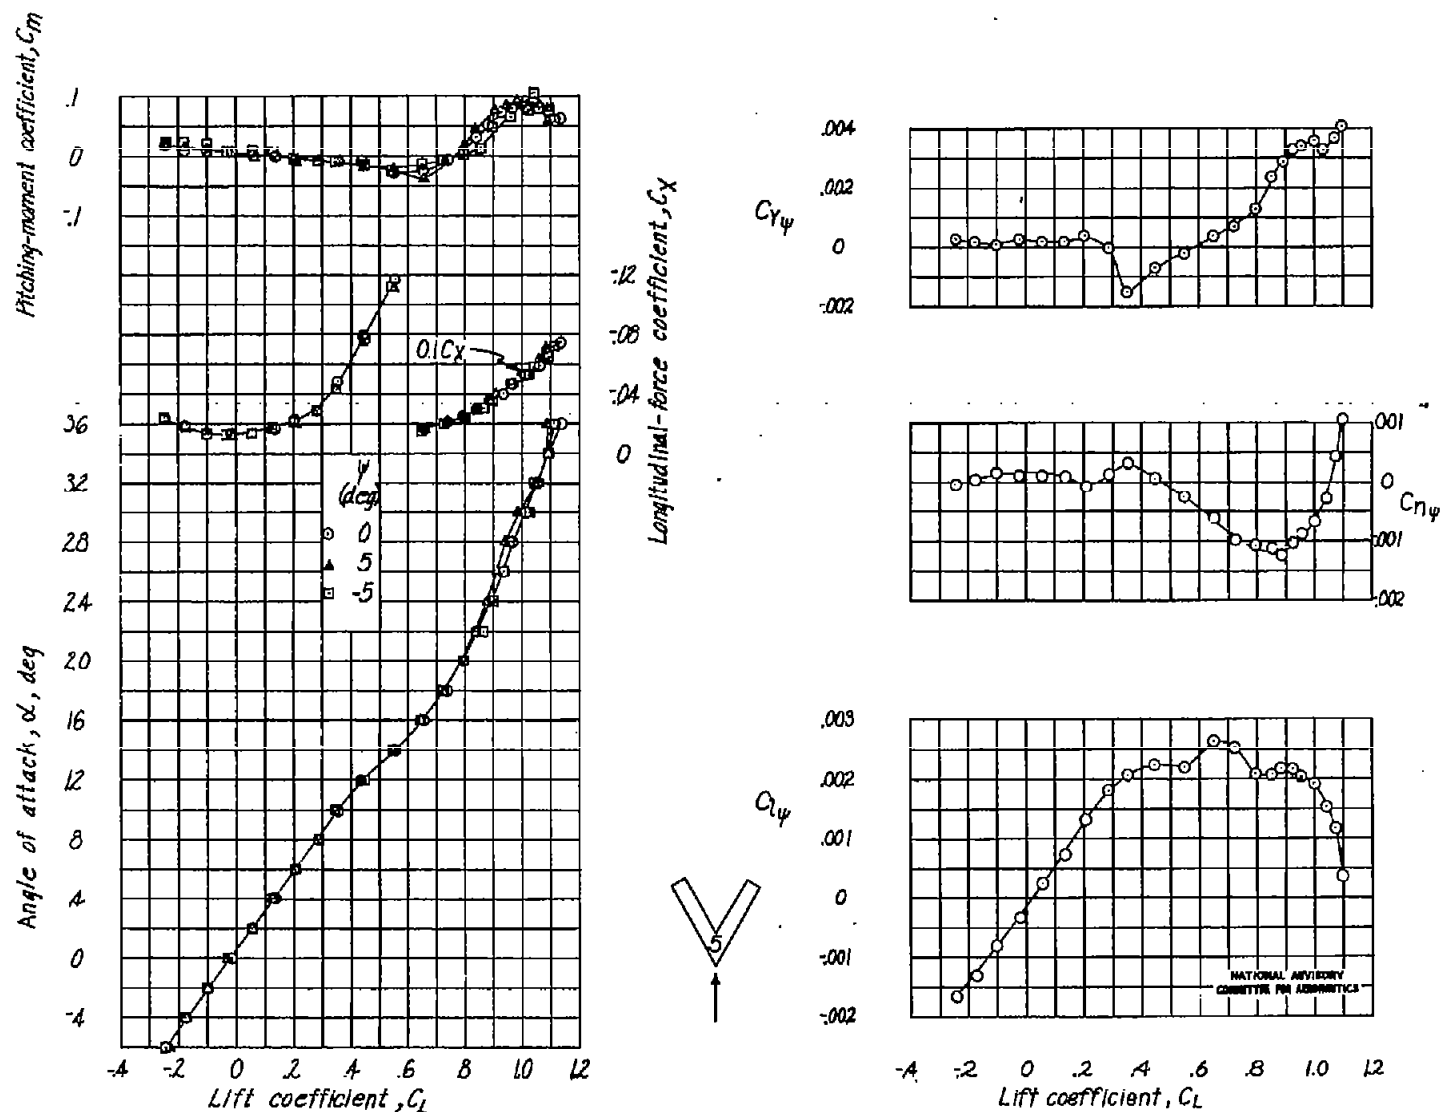 Pitching-moment coefficient, Cm
.1
0
-.1
Longitudinal-force coefficient, CX
-.12
-.08
-.04
0
0.1CX
ψ
(deg)
0
5
-5
Angle of attack, α, deg
36
32
28
24
20
16
12
8
4
0
-4
-.4 -.2 0 .2 .4 .6 .8 1.0 1.2
Lift coefficient, CL
5
CYψ
.004
.002
0
-.002
Cnψ
.001
0
-.001
-.002
Clψ
.003
.002
.001
0
-.001
-.002
NATIONAL ADVISORY
COMMITTEE FOR AERONAUTICS
-.4 -.2 0 .2 .4 .6 .8 1.0 1.2
Lift coefficient, CL